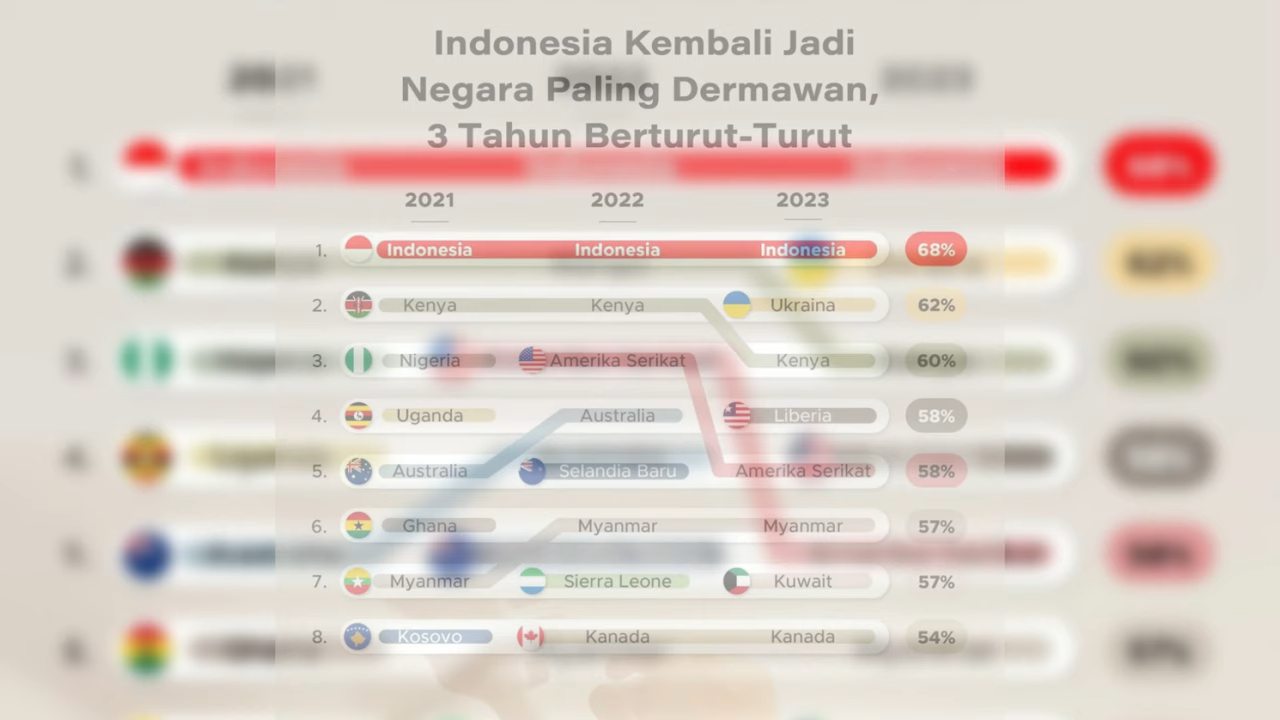 Indonesia Kembali Jadi
Negara Paling Dermawan,
3 Tahun Berturut-Turut
2021 2022 2023
1. Indonesia Indonesia Indonesia 68%
2. Kenya Kenya Ukraina 62%
3. Nigeria Amerika Serikat Kenya 60%
4. Uganda Australia Liberia 58%
5. Australia Selandia Baru Amerika Serikat 58%
6. Ghana Myanmar Myanmar 57%
7. Myanmar Sierra Leone Kuwait 57%
8. Kosovo Kanada Kanada 54%